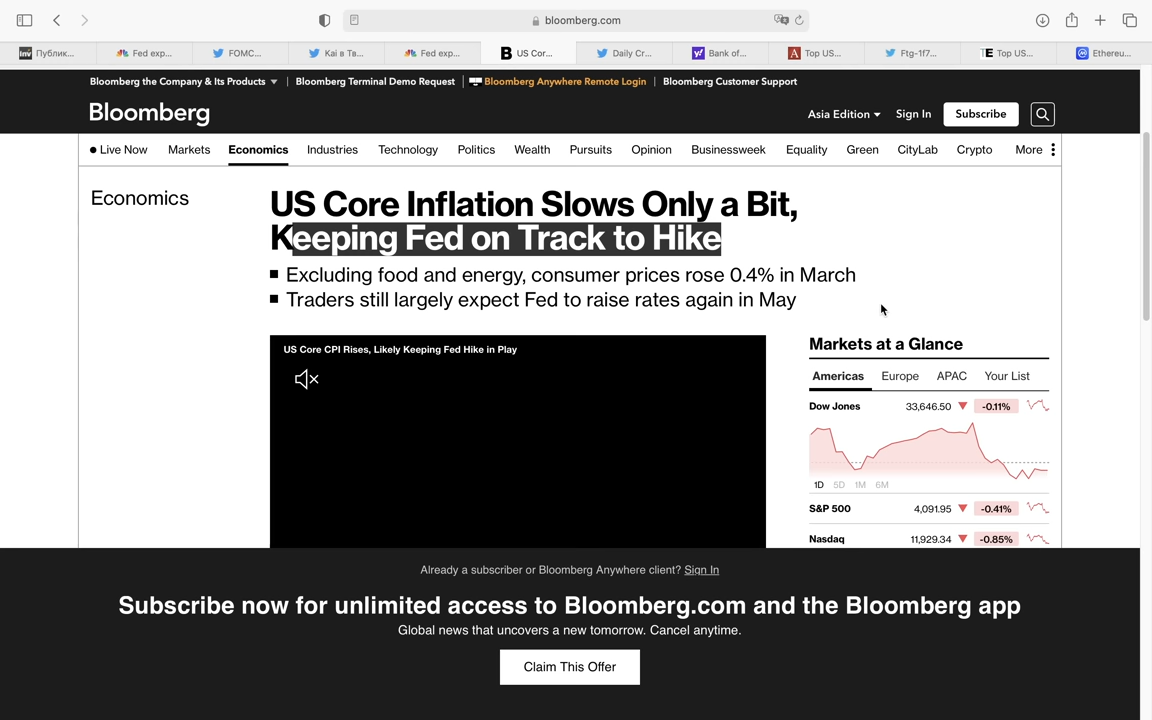 bloomberg.com
inv Публик...
Fed exp...
FOMC...
Kai в Тв...
Fed exp...
B US Cor...
Daily Cr...
y! Bank of...
A Top US...
Ftg-1f7...
TE Top US...
Ethereu...
Bloomberg the Company & Its Products
Bloomberg Terminal Demo Request
Bloomberg Anywhere Remote Login
Bloomberg Customer Support
Bloomberg
Asia Edition
Sign In
Subscribe
Live Now
Markets
Economics
Industries
Technology
Politics
Wealth
Pursuits
Opinion
Businessweek
Equality
Green
CityLab
Crypto
More
Economics
US Core Inflation Slows Only a Bit,
Keeping Fed on Track to Hike
Excluding food and energy, consumer prices rose 0.4% in March
Traders still largely expect Fed to raise rates again in May
US Core CPI Rises, Likely Keeping Fed Hike in Play
Markets at a Glance
Americas Europe APAC Your List
Dow Jones 33,646.50 -0.11%
1D 5D 1M 6M
S&P 500 4,091.95 -0.41%
Nasdaq 11,929.34 -0.85%
Already a subscriber or Bloomberg Anywhere client? Sign In
Subscribe now for unlimited access to Bloomberg.com and the Bloomberg app
Global news that uncovers a new tomorrow. Cancel anytime.
Claim This Offer